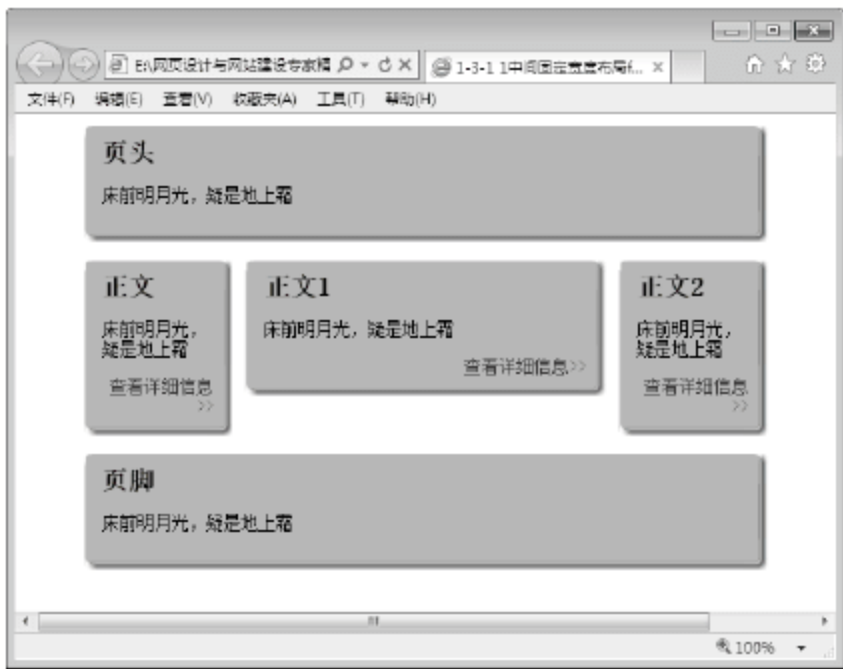 E:\网页设计与网站建设专家精
1-3-1 1中间固定宽度布局(...
文件(F) 编辑(E) 查看(V) 收藏夹(A) 工具(T) 帮助(H)
页头
床前明月光，疑是地上霜
正文
床前明月光，
疑是地上霜
查看详细信息
>>
正文1
床前明月光，疑是地上霜
查看详细信息>>
正文2
床前明月光，
疑是地上霜
查看详细信息
>>
页脚
床前明月光，疑是地上霜
100%